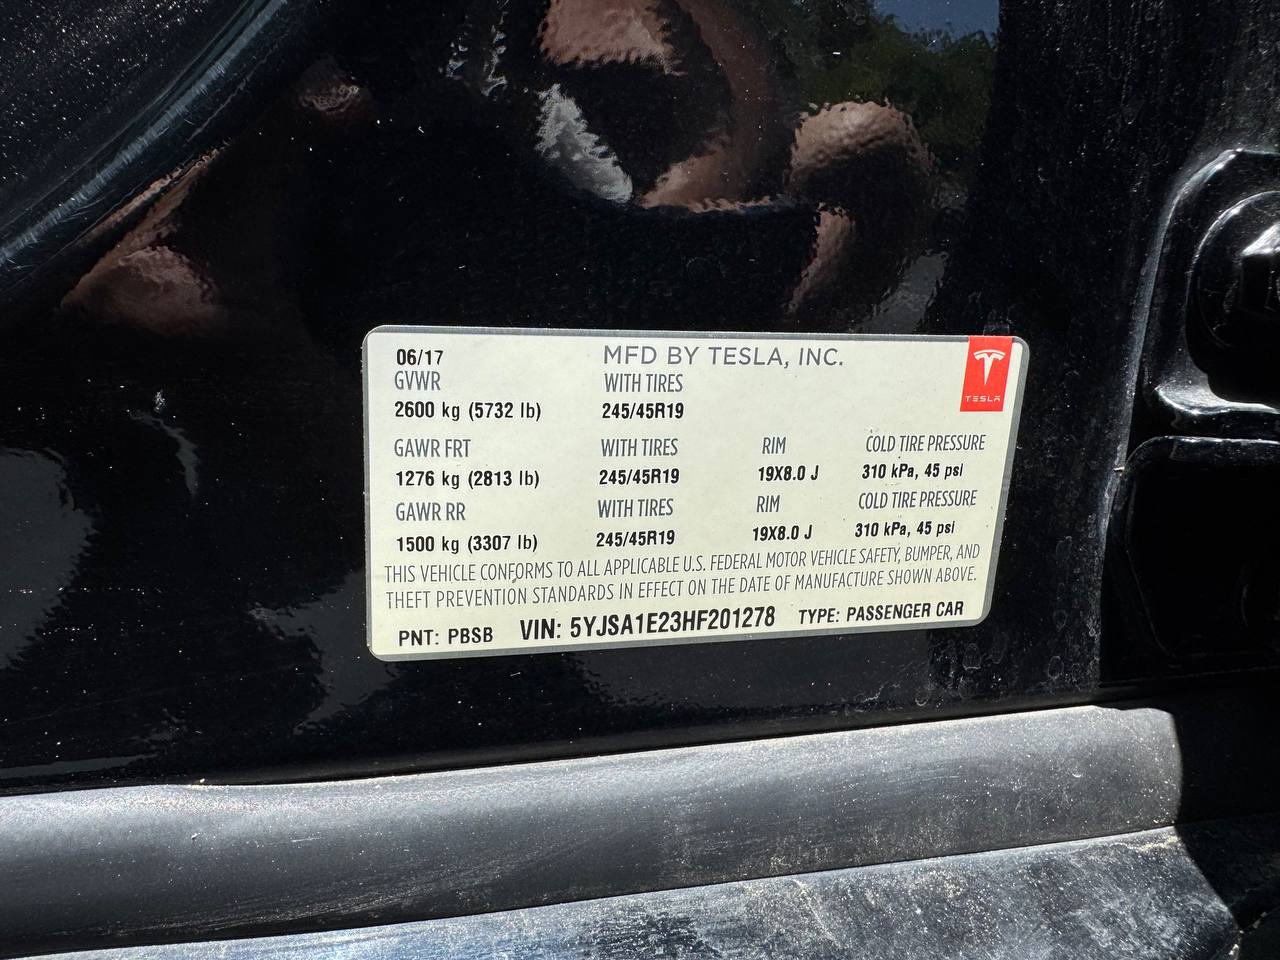 06/17 MFD BY TESLA, INC.
GVWR WITH TIRES
TESLA
2600 kg (5732 lb) 245/45R19
GAWR FRT WITH TIRES RIM COLD TIRE PRESSURE
1276 kg (2813 lb) 245/45R19 19X8.0 J 310 kPa, 45 psi
GAWR RR WITH TIRES RIM COLD TIRE PRESSURE
1500 kg (3307 lb) 245/45R19 19X8.0 J 310 kPa, 45 psi
THIS VEHICLE CONFORMS TO ALL APPLICABLE U.S. FEDERAL MOTOR VEHICLE SAFETY, BUMPER, AND
THEFT PREVENTION STANDARDS IN EFFECT ON THE DATE OF MANUFACTURE SHOWN ABOVE.
PNT: PBSB VIN: 5YJSA1E23HF201278 TYPE: PASSENGER CAR